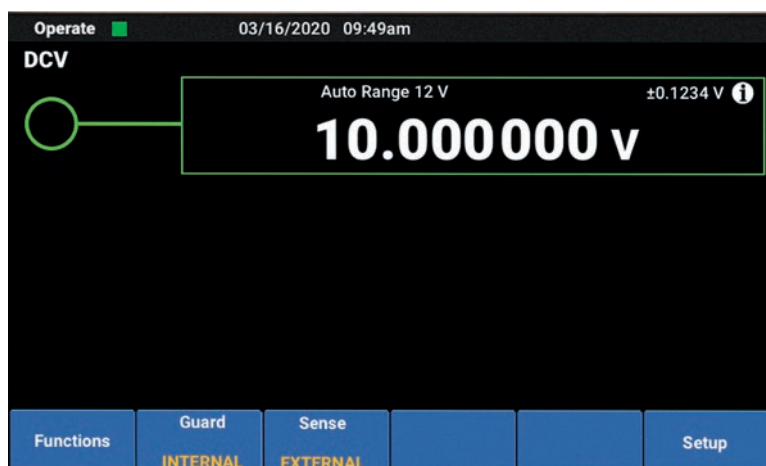 Operate 03/16/2020 09:49am
DCV
Auto Range 12 V ±0.1234 V i
10.000000 V
Functions Guard Sense Setup
INTERNAL EXTERNAL